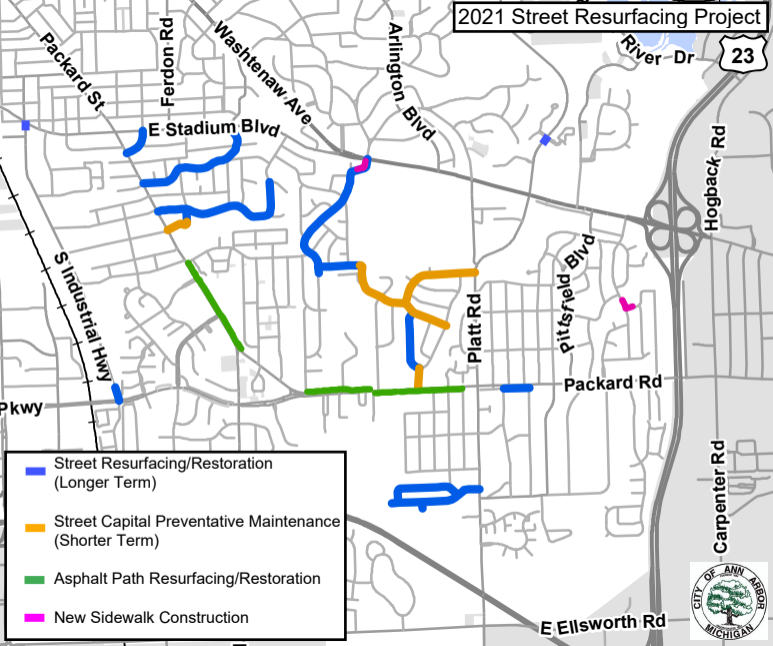 2021 Street Resurfacing Project
River Dr
23
Packard St
Ferdon Rd
Washtenaw Ave
Arlington Blvd
E Stadium Blvd
Hogback Rd
S Industrial Hwy
Pittsfield Blvd
Platt Rd
Packard Rd
Pkwy
Carpenter Rd
E Ellsworth Rd
Street Resurfacing/Restoration
(Longer Term)
Street Capital Preventative Maintenance
(Shorter Term)
Asphalt Path Resurfacing/Restoration
New Sidewalk Construction
CITY OF ANN ARBOR
MICHIGAN